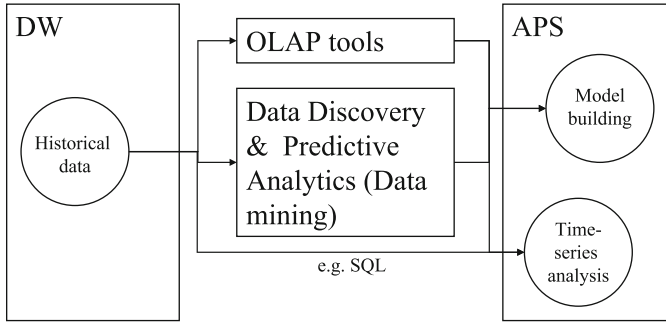 DW
Historical
data
OLAP tools
Data Discovery
& Predictive
Analytics (Data
mining)
e.g. SQL
APS
Model
building
Time-
series
analysis